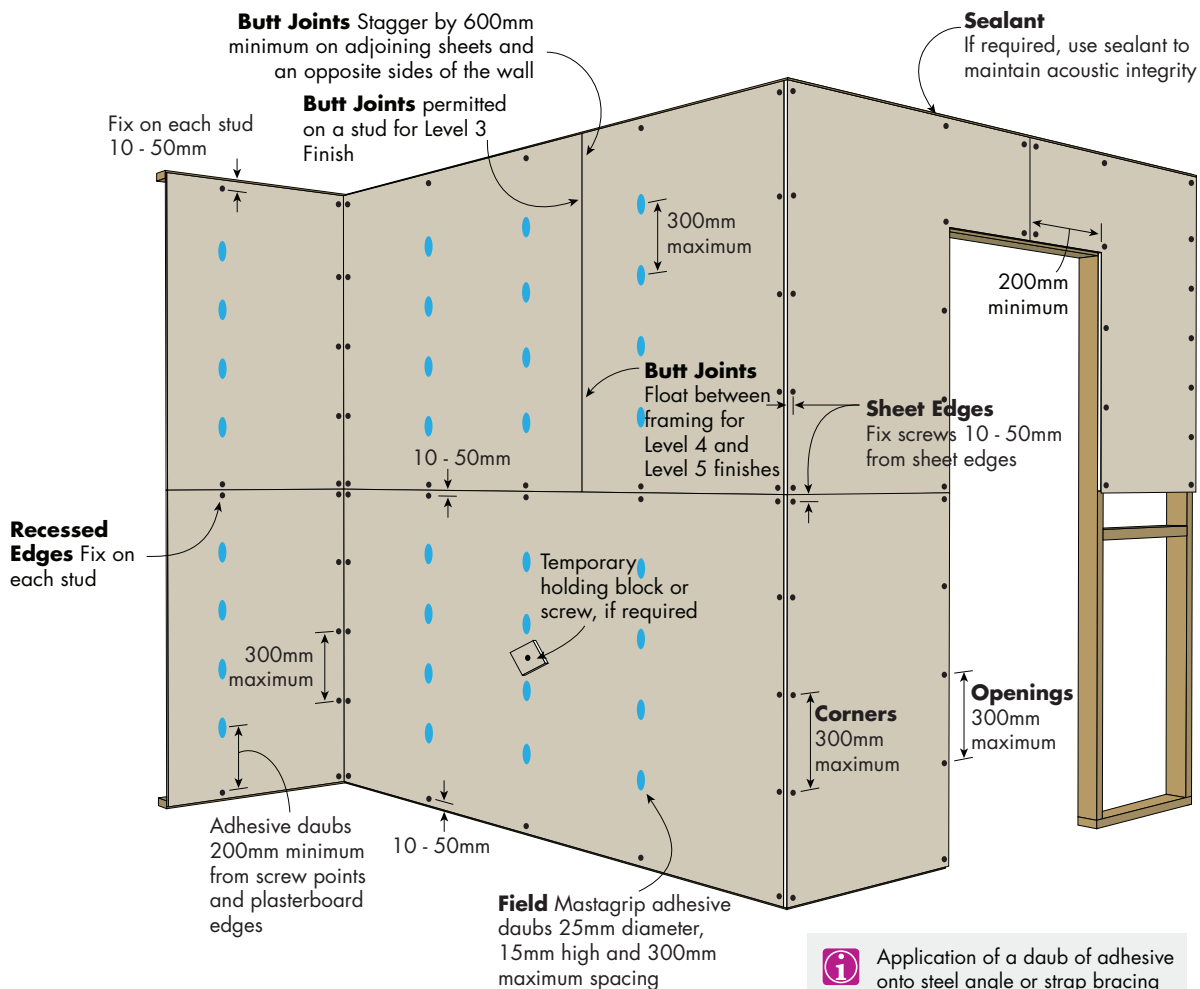 Butt Joints Stagger by 600mm
minimum on adjoining sheets and
an opposite sides of the wall
Sealant
If required, use sealant to
maintain acoustic integrity
Butt Joints permitted
on a stud for Level 3
Finish
Fix on each stud
10 - 50mm
300mm
maximum
200mm
minimum
Butt Joints
Float between
framing for
Level 4 and
Level 5 finishes
Sheet Edges
Fix screws 10 - 50mm
from sheet edges
10 - 50mm
Recessed
Edges Fix on
each stud
Temporary
holding block or
screw, if required
300mm
maximum
Corners
300mm
maximum
Openings
300mm
maximum
Adhesive daubs
200mm minimum
from screw points
and plasterboard
edges
10 - 50mm
Field Mastagrip adhesive
daubs 25mm diameter,
15mm high and 300mm
maximum spacing
i
Application of a daub of adhesive
onto steel angle or strap bracing